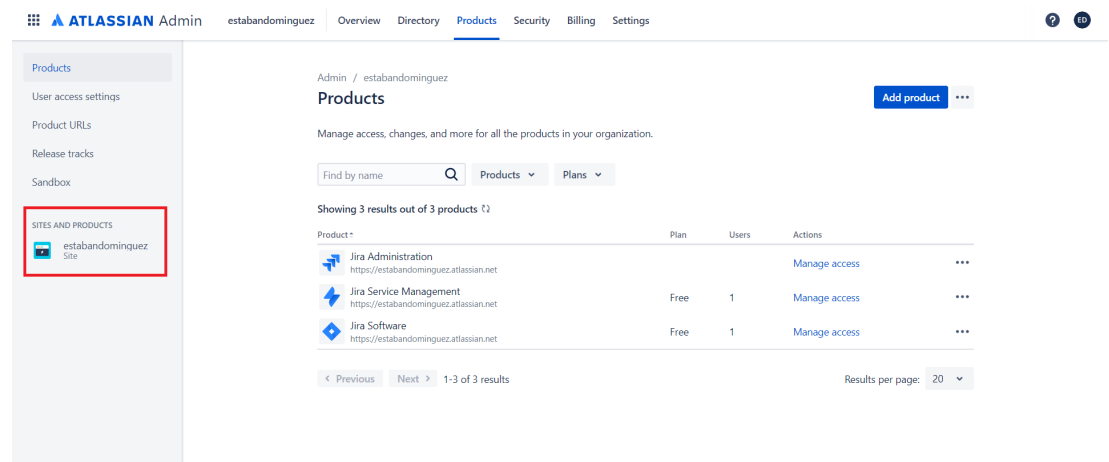 ATLASSIAN Admin estabandominguez Overview Directory Products Security Billing Settings ? ED
Products
User access settings
Product URLs
Release tracks
Sandbox
SITES AND PRODUCTS
estabandominguez
Site
Admin / estabandominguez
Products
Add product
Manage access, changes, and more for all the products in your organization.
Find by name Products Plans
Showing 3 results out of 3 products
Product Plan Users Actions
Jira Administration
https://estabandominguez.atlassian.net
Manage access
Jira Service Management
https://estabandominguez.atlassian.net
Free 1 Manage access
Jira Software
https://estabandominguez.atlassian.net
Free 1 Manage access
< Previous Next > 1-3 of 3 results Results per page: 20